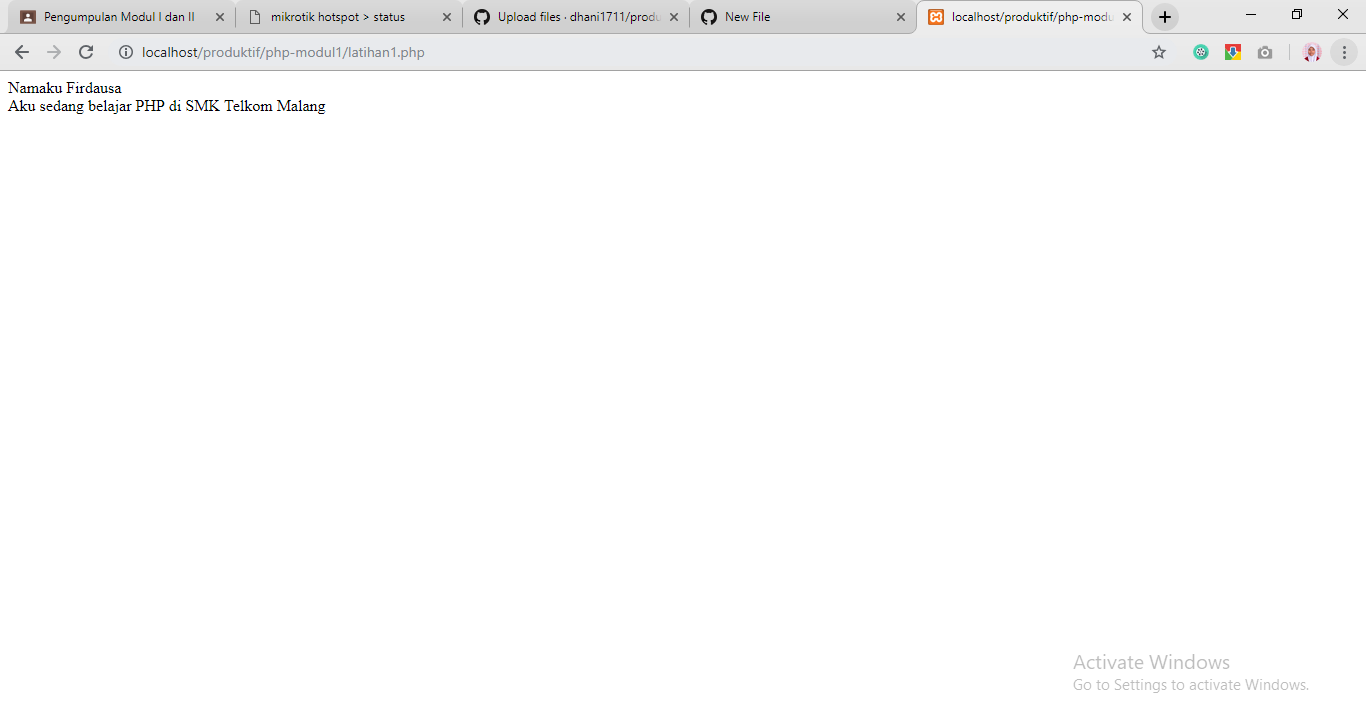 Pengumpulan Modul I dan II
mikrotik hotspot > status
Upload files · dhani1711/produ
New File
localhost/produktif/php-modu
localhost/produktif/php-modul1/latihan1.php
Namaku Firdausa
Aku sedang belajar PHP di SMK Telkom Malang
Activate Windows
Go to Settings to activate Windows.